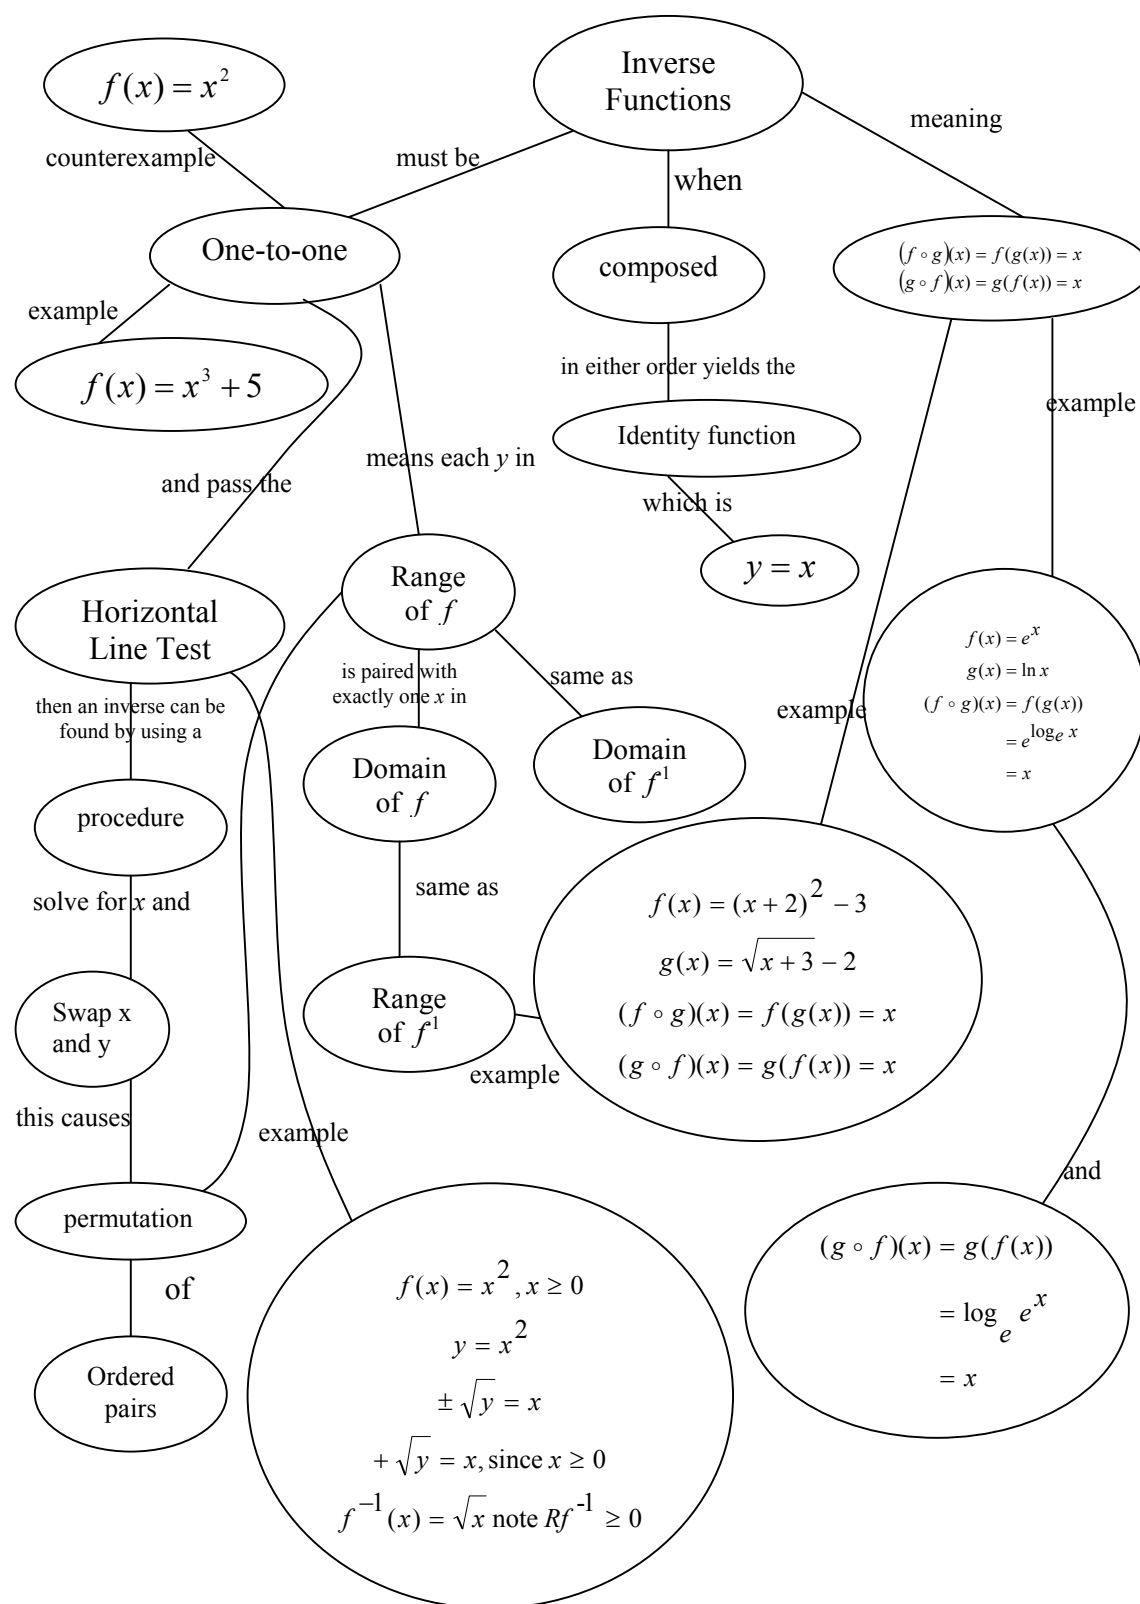 f(x) = x²
Inverse
Functions
counterexample
must be
when
meaning
One-to-one
composed
(f ∘ g)(x) = f(g(x)) = x
(g ∘ f)(x) = g(f(x)) = x
example
f(x) = x³ + 5
in either order yields the
example
Identity function
and pass the
means each y in
which is
y = x
Horizontal
Line Test
Range
of f
f(x) = eˣ
g(x) = ln x
(f ∘ g)(x) = f(g(x))
= e^(logₑ x)
= x
then an inverse can be
found by using a
is paired with
exactly one x in
same as
example
procedure
Domain
of f
Domain
of f⁻¹
solve for x and
same as
f(x) = (x + 2)² − 3
g(x) = √(x + 3) − 2
(f ∘ g)(x) = f(g(x)) = x
(g ∘ f)(x) = g(f(x)) = x
Swap x
and y
Range
of f⁻¹
example
this causes
example
and
permutation
of
Ordered
pairs
f(x) = x², x ≥ 0
y = x²
± √y = x
+ √y = x, since x ≥ 0
f⁻¹(x) = √x note Rf⁻¹ ≥ 0
(g ∘ f)(x) = g(f(x))
= logₑ eˣ
= x